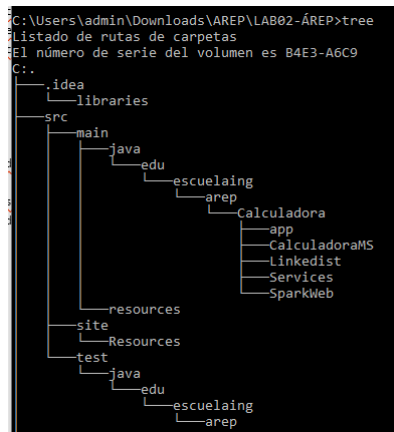 C:\Users\admin\Downloads\AREP\LAB02-ÁREP>tree
Listado de rutas de carpetas
El número de serie del volumen es B4E3-A6C9
C:.
├───.idea
│   └───libraries
├───src
│   ├───main
│   │   ├───java
│   │   │   └───edu
│   │   │       └───escuelaing
│   │   │           └───arep
│   │   │               └───Calculadora
│   │   │                   ├───app
│   │   │                   ├───CalculadoraMS
│   │   │                   ├───Linkedist
│   │   │                   ├───Services
│   │   │                   └───SparkWeb
│   │   └───resources
│   ├───site
│   │   └───Resources
│   └───test
│       └───java
│           └───edu
│               └───escuelaing
│                   └───arep